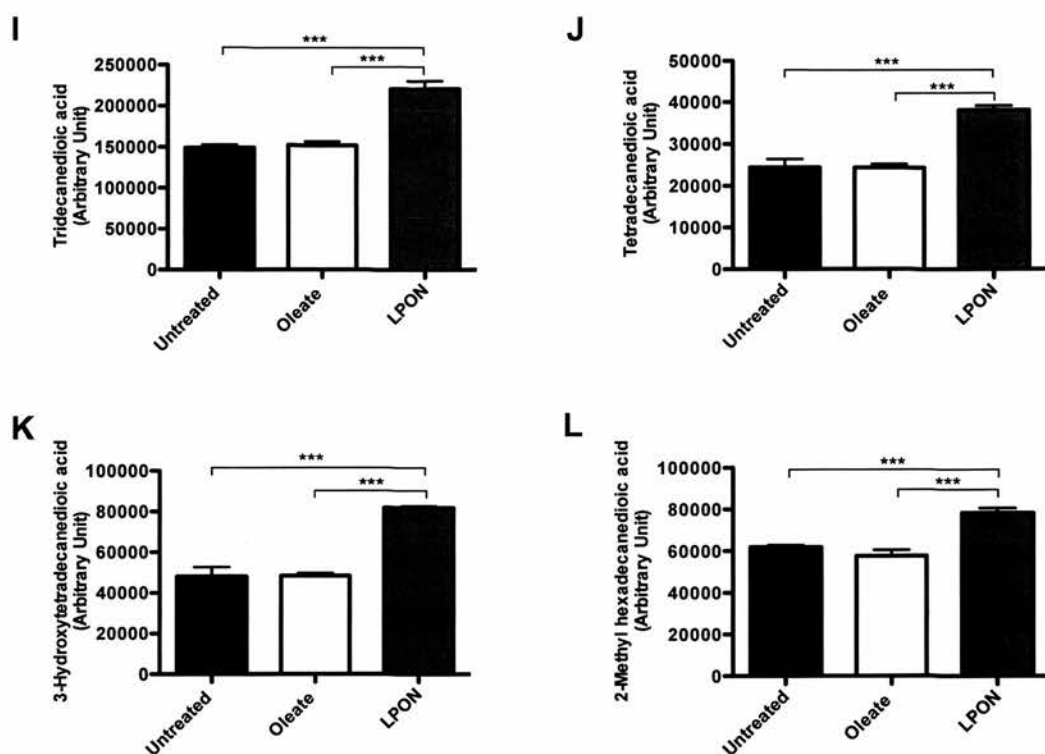 I
Tridecanedioic acid
(Arbitrary Unit)
250000
200000
150000
100000
50000
0
***
***
Untreated
Oleate
LPON
J
Tetradecanedioic acid
(Arbitrary Unit)
50000
40000
30000
20000
10000
0
***
***
Untreated
Oleate
LPON
K
3-Hydroxytetradecanedioic acid
(Arbitrary Unit)
100000
80000
60000
40000
20000
0
***
***
Untreated
Oleate
LPON
L
2-Methyl hexadecanedioic acid
(Arbitrary Unit)
100000
80000
60000
40000
20000
0
***
***
Untreated
Oleate
LPON